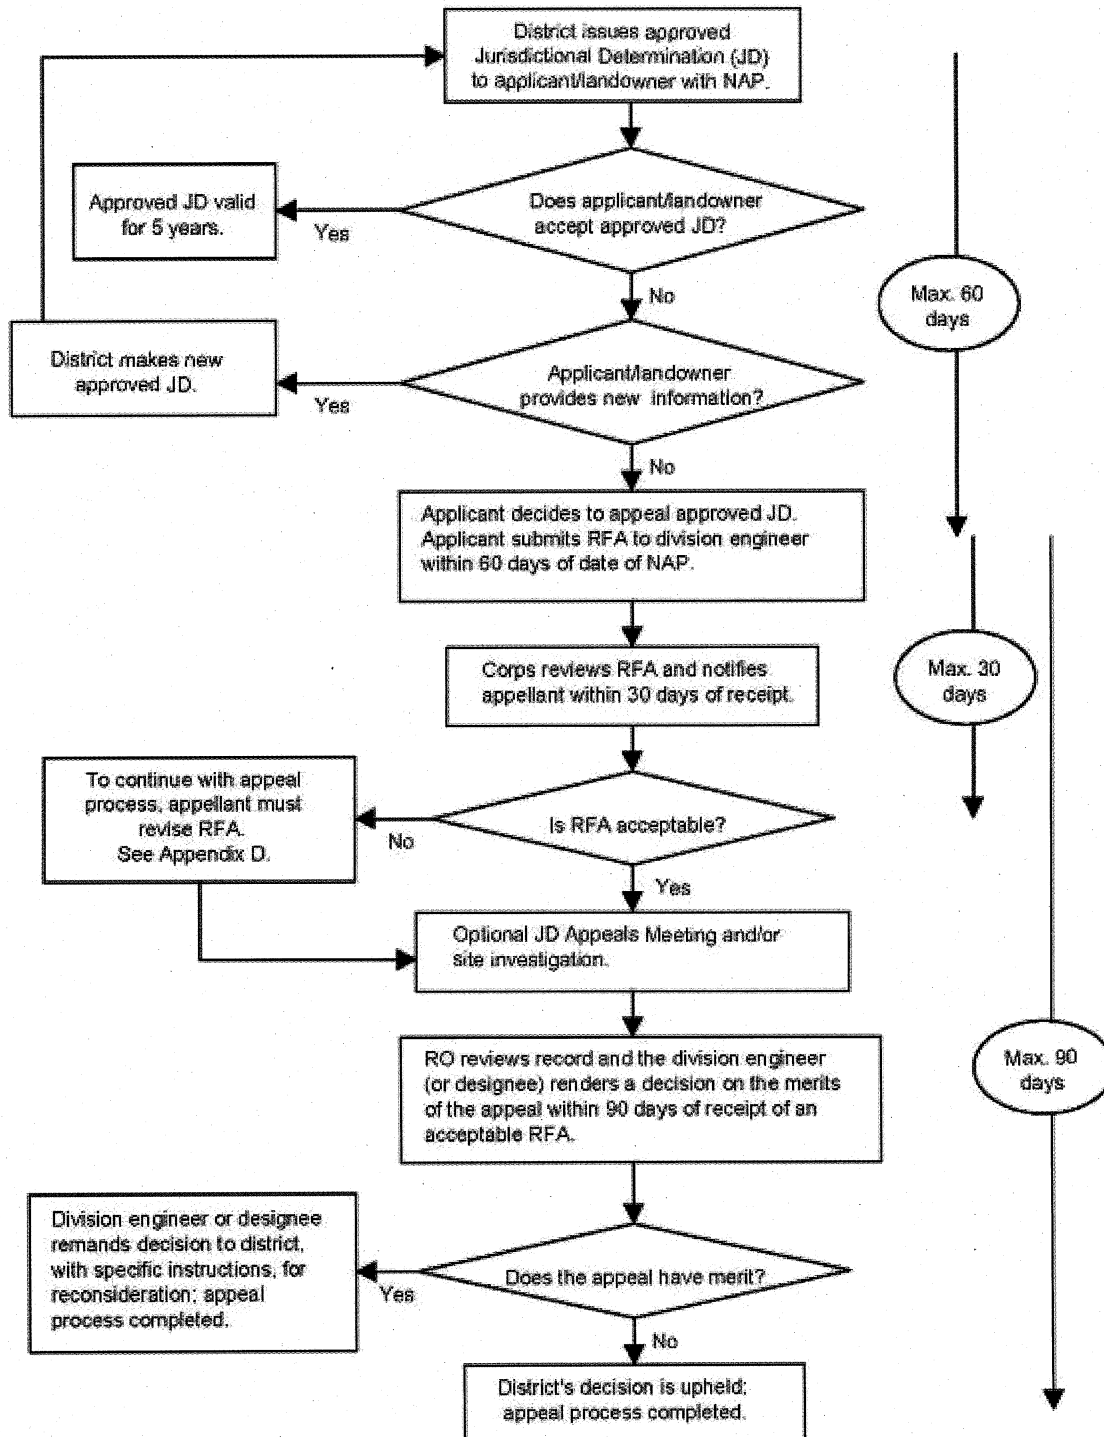 District issues approved
Jurisdictional Determination (JD)
to applicant/landowner with NAP.
Does applicant/landowner
accept approved JD?
Yes
Approved JD valid
for 5 years.
No
Max. 60
days
Applicant/landowner
provides new information?
Yes
District makes new
approved JD.
No
Applicant decides to appeal approved JD.
Applicant submits RFA to division engineer
within 60 days of date of NAP.
Corps reviews RFA and notifies
appellant within 30 days of receipt.
Max. 30
days
Is RFA acceptable?
No
To continue with appeal
process, appellant must
revise RFA.
See Appendix D.
Yes
Optional JD Appeals Meeting and/or
site investigation.
RO reviews record and the division engineer
(or designee) renders a decision on the merits
of the appeal within 90 days of receipt of an
acceptable RFA.
Max. 90
days
Does the appeal have merit?
Yes
Division engineer or designee
remands decision to district,
with specific instructions, for
reconsideration; appeal
process completed.
No
District's decision is upheld;
appeal process completed.